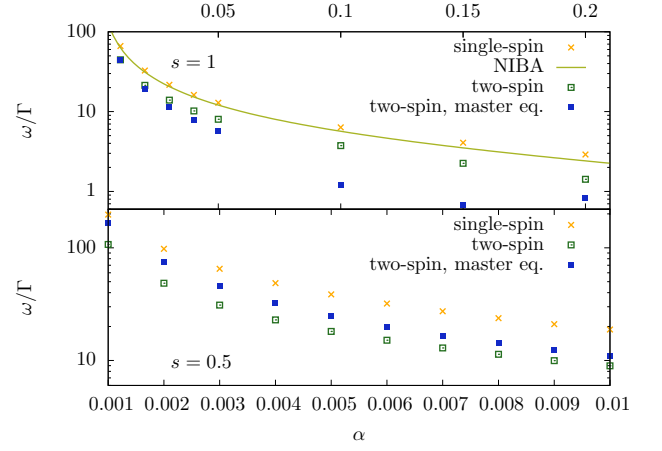 0.05 0.1 0.15 0.2
100
10
1
ω/Γ
s = 1
single-spin
NIBA
two-spin
two-spin, master eq.
100
10
ω/Γ
s = 0.5
single-spin
two-spin
two-spin, master eq.
0.001 0.002 0.003 0.004 0.005 0.006 0.007 0.008 0.009 0.01
α